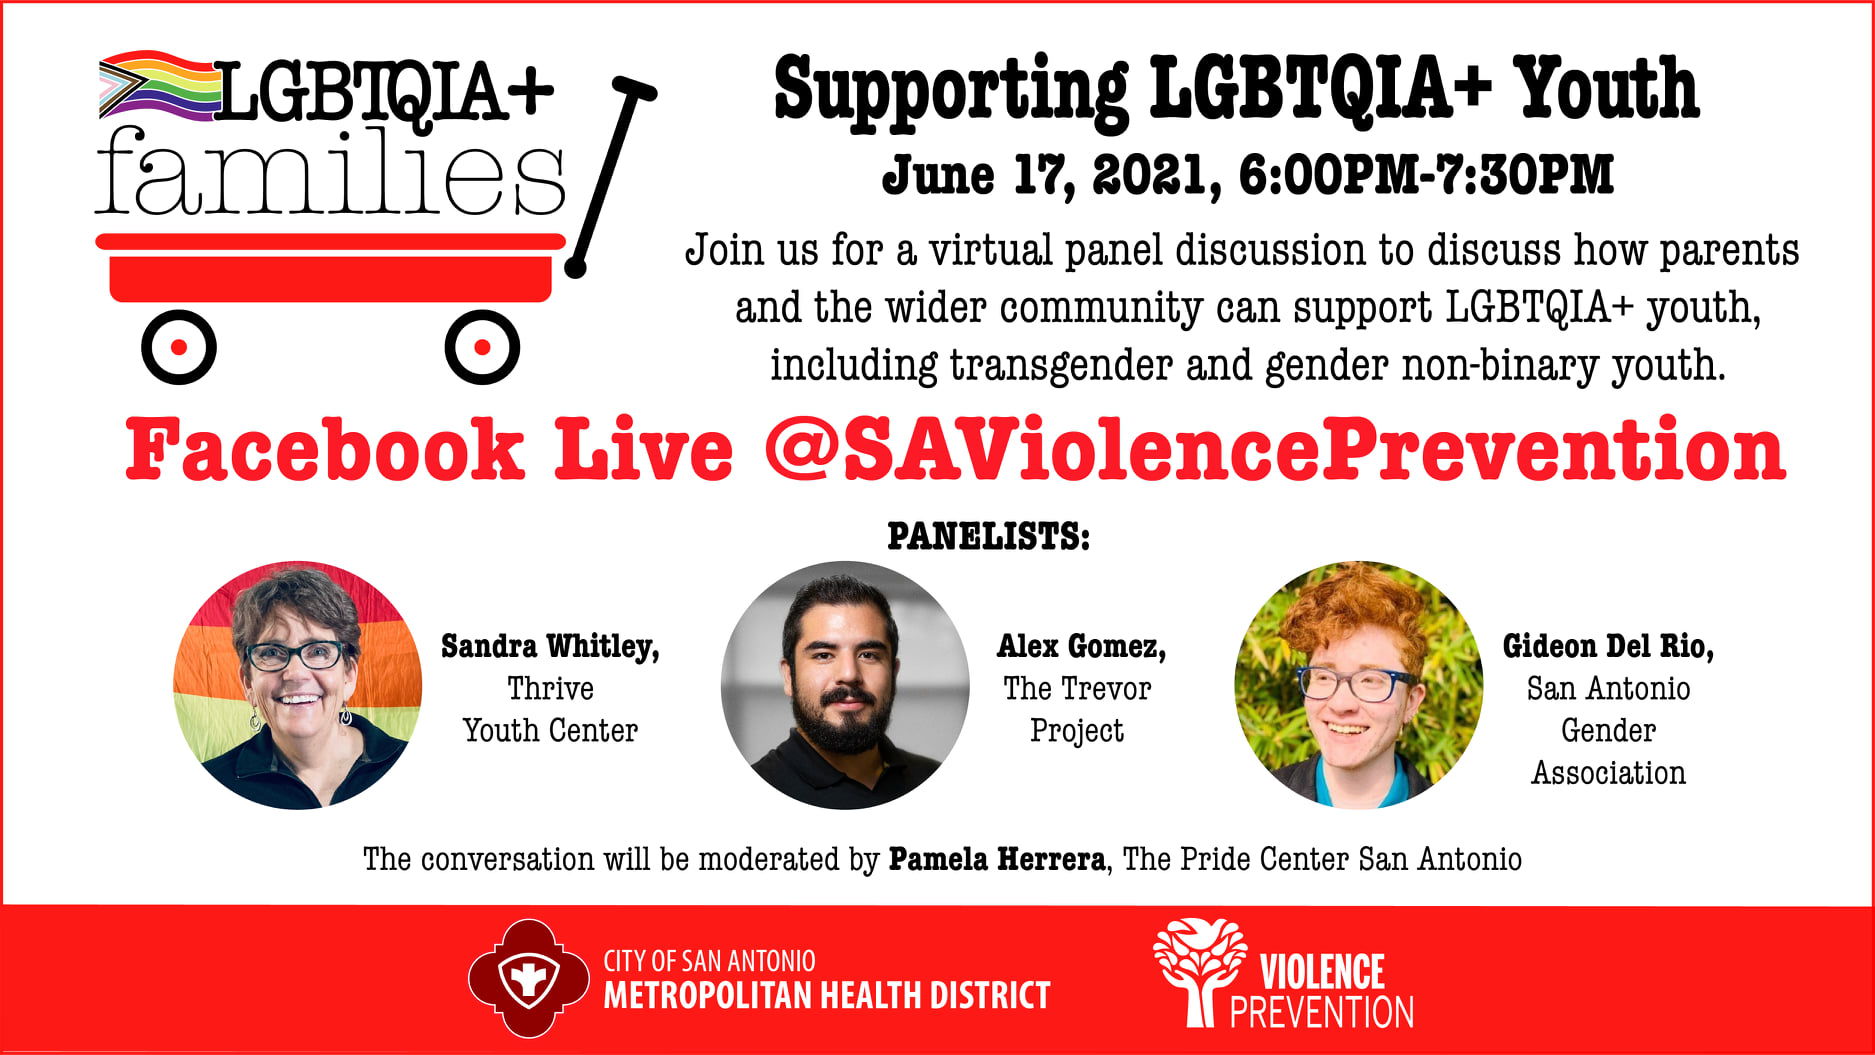 LGBTQIA+
families
Supporting LGBTQIA+ Youth
June 17, 2021, 6:00PM-7:30PM
Join us for a virtual panel discussion to discuss how parents
and the wider community can support LGBTQIA+ youth,
including transgender and gender non-binary youth.
Facebook Live @SAViolencePrevention
PANELISTS:
Sandra Whitley,
Thrive
Youth Center
Alex Gomez,
The Trevor
Project
Gideon Del Rio,
San Antonio
Gender
Association
The conversation will be moderated by Pamela Herrera, The Pride Center San Antonio
CITY OF SAN ANTONIO
METROPOLITAN HEALTH DISTRICT
VIOLENCE
PREVENTION